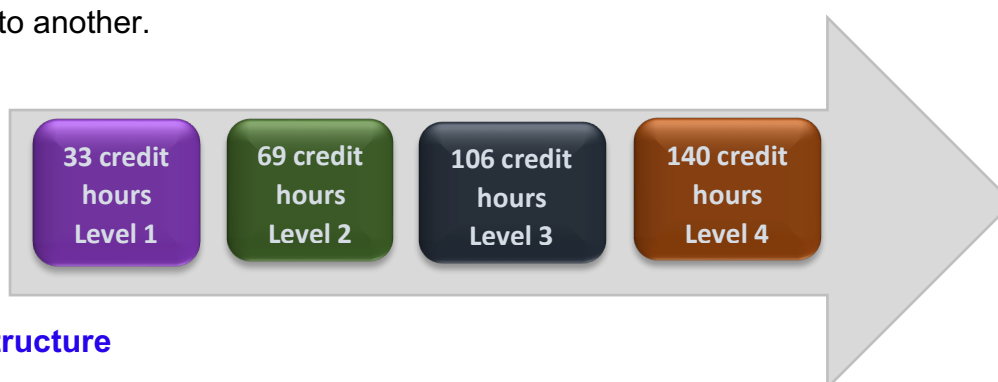 to another.
33 credit
hours
Level 1
69 credit
hours
Level 2
106 credit
hours
Level 3
140 credit
hours
Level 4
tructure